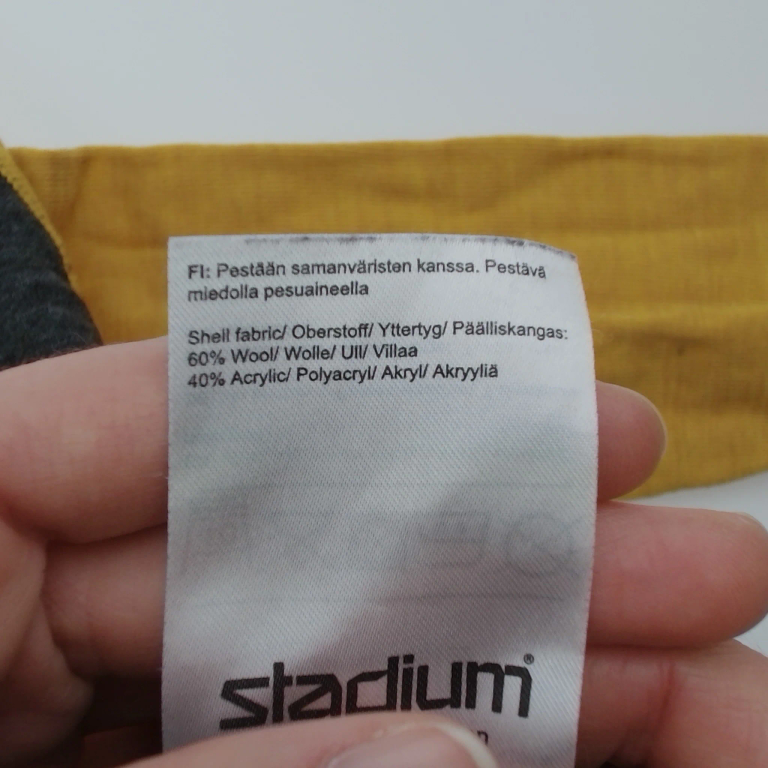 FI: Pestään samanväristen kanssa. Pestävä
miedolla pesuaineella
Shell fabric/ Oberstoff/ Yttertyg/ Päälliskangas:
60% Wool/ Wolle/ Ull/ Villaa
40% Acrylic/ Polyacryl/ Akryl/ Akryyliä
stadium®